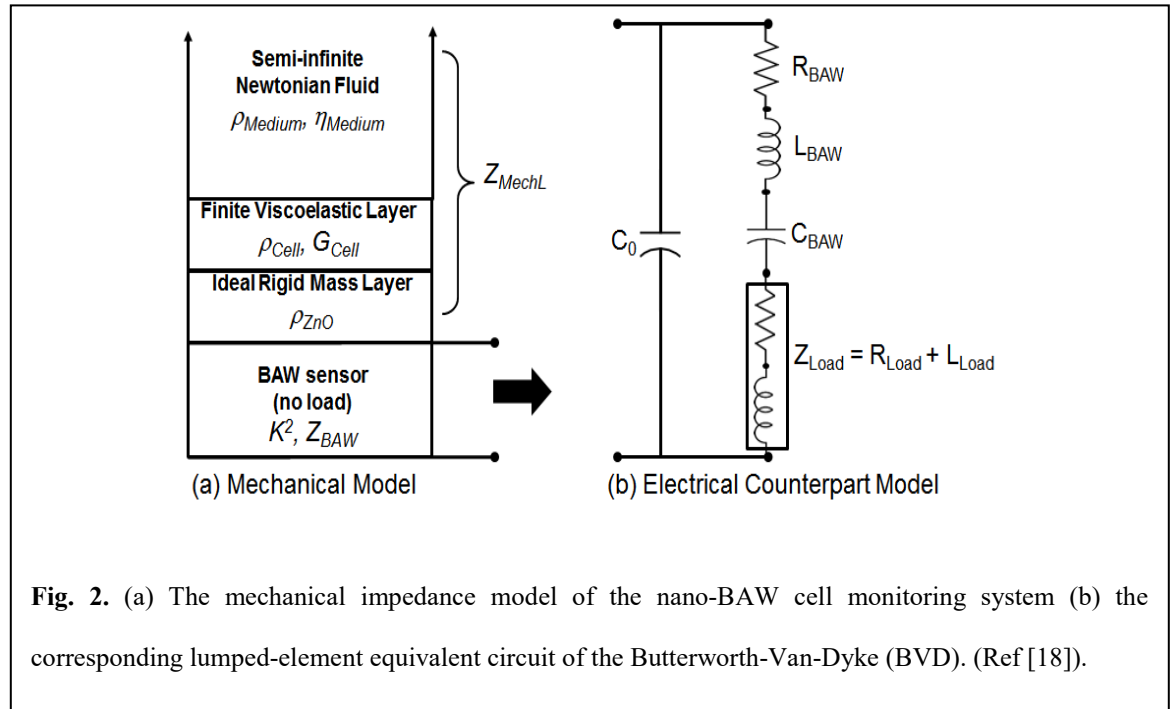 Semi-infinite
Newtonian Fluid
ρMedium, ηMedium
ZMechL
Finite Viscoelastic Layer
ρCell, GCell
Ideal Rigid Mass Layer
ρZnO
BAW sensor
(no load)
K², ZBAW
(a) Mechanical Model
RBAW
LBAW
C0
CBAW
ZLoad = RLoad + LLoad
(b) Electrical Counterpart Model
Fig. 2. (a) The mechanical impedance model of the nano-BAW cell monitoring system (b) the
corresponding lumped-element equivalent circuit of the Butterworth-Van-Dyke (BVD). (Ref [18]).